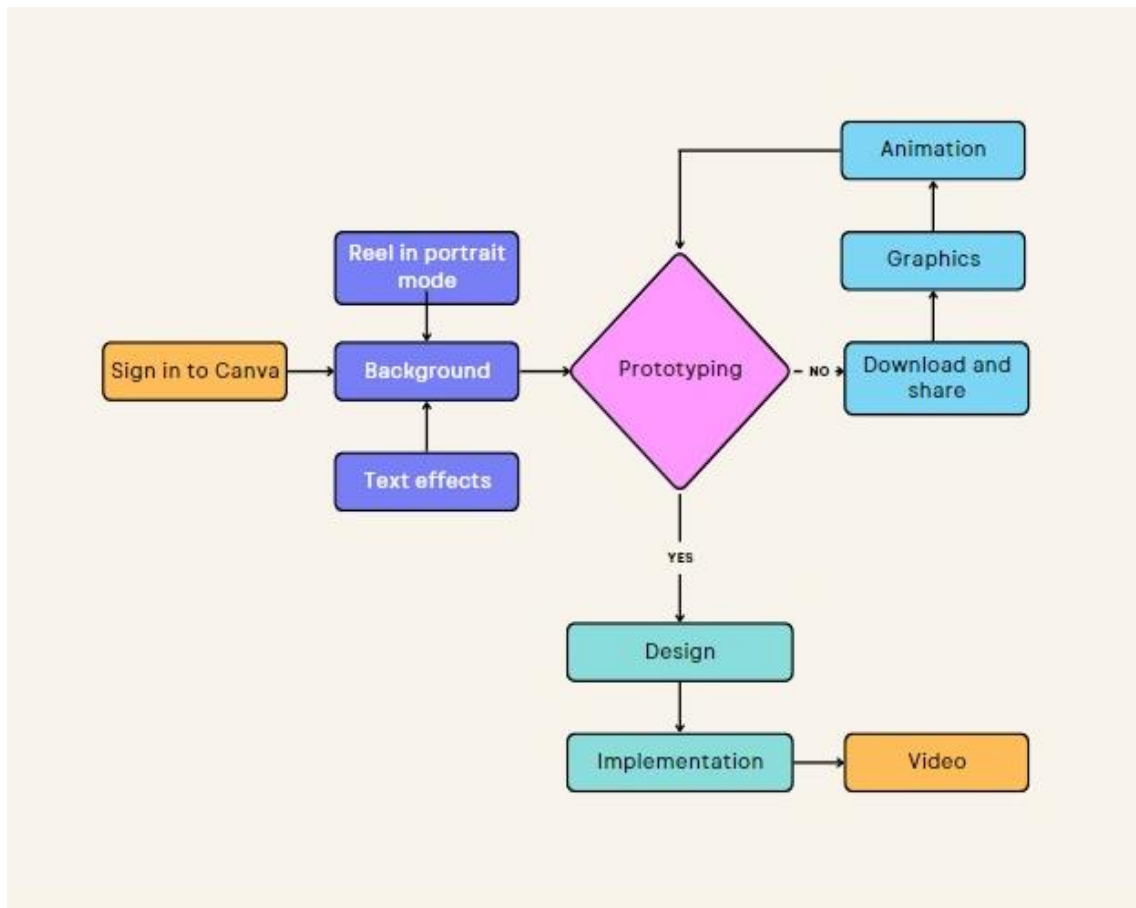 Animation
Reel in portrait
mode
Graphics
Sign in to Canva
Background
Prototyping
NO
Download and
share
Text effects
YES
Design
Implementation
Video